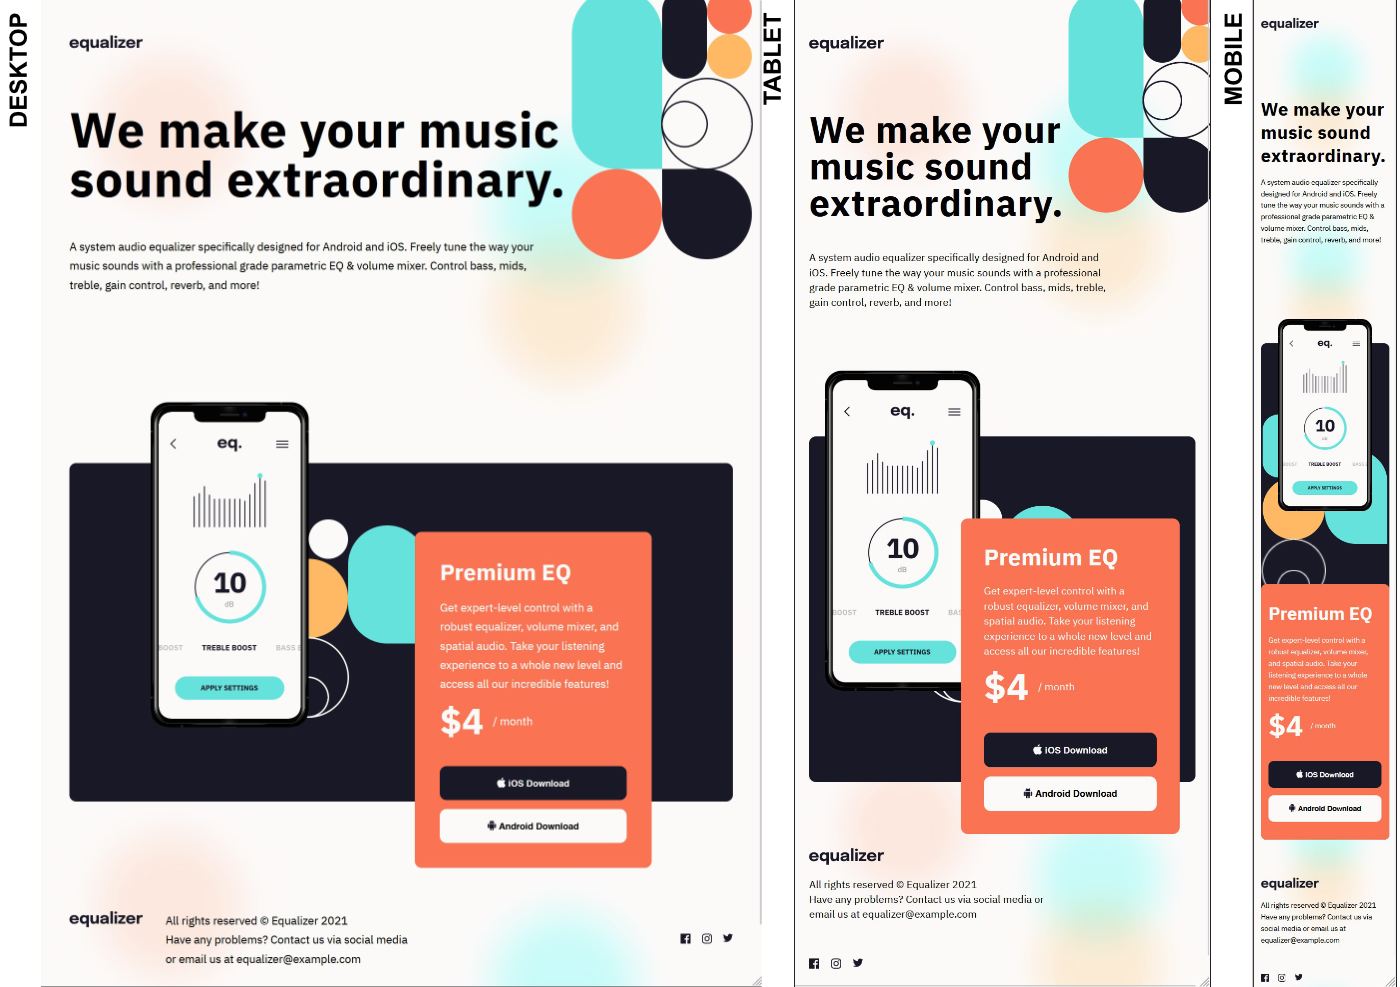 DESKTOP
equalizer
We make your music
sound extraordinary.
A system audio equalizer specifically designed for Android and iOS. Freely tune the way your
music sounds with a professional grade parametric EQ & volume mixer. Control bass, mids,
treble, gain control, reverb, and more!
eq.
10
dB
BOOST
TREBLE BOOST
BASS B
APPLY SETTINGS
Premium EQ
Get expert-level control with a
robust equalizer, volume mixer, and
spatial audio. Take your listening
experience to a whole new level and
access all our incredible features!
$4 / month
iOS Download
Android Download
equalizer
All rights reserved © Equalizer 2021
Have any problems? Contact us via social media
or email us at equalizer@example.com
TABLET
equalizer
We make your
music sound
extraordinary.
A system audio equalizer specifically designed for Android and
iOS. Freely tune the way your music sounds with a professional
grade parametric EQ & volume mixer. Control bass, mids, treble,
gain control, reverb, and more!
eq.
10
dB
BOOST
TREBLE BOOST
BAS
APPLY SETTINGS
Premium EQ
Get expert-level control with a
robust equalizer, volume mixer, and
spatial audio. Take your listening
experience to a whole new level and
access all our incredible features!
$4 / month
iOS Download
Android Download
equalizer
All rights reserved © Equalizer 2021
Have any problems? Contact us via social media or
email us at equalizer@example.com
MOBILE
equalizer
We make your
music sound
extraordinary.
A system audio equalizer specifically
designed for Android and iOS. Freely
tune the way your music sounds with a
professional grade parametric EQ &
volume mixer. Control bass, mids,
treble, gain control, reverb, and more!
eq.
10
dB
BOOST
TREBLE BOOST
BASS
APPLY SETTINGS
Premium EQ
Get expert-level control with a
robust equalizer, volume mixer,
and spatial audio. Take your
listening experience to a whole
new level and access all our
incredible features!
$4 / month
iOS Download
Android Download
equalizer
All rights reserved © Equalizer 2021
Have any problems? Contact us via
social media or email us at
equalizer@example.com